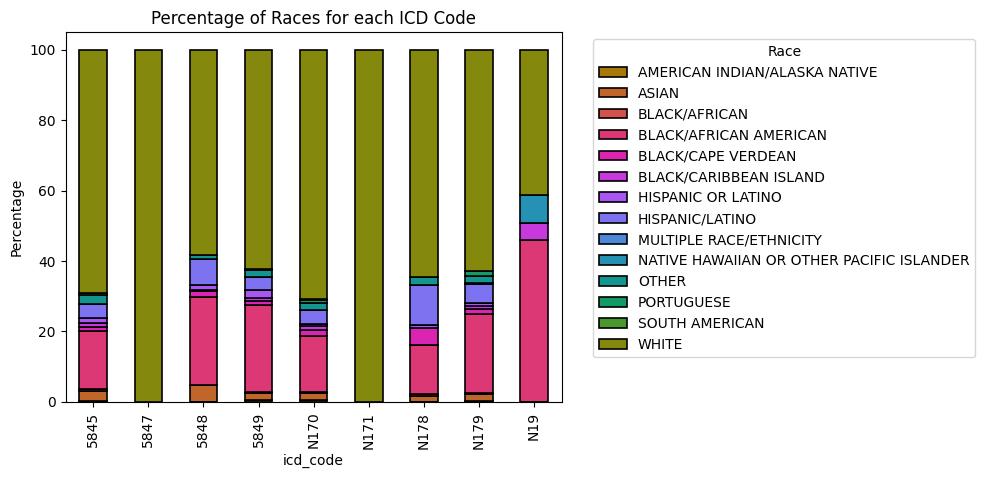 Percentage of Races for each ICD Code
Percentage
100
80
60
40
20
0
5845
5847
5848
5849
N170
N171
N178
N179
N19
icd_code
Race
AMERICAN INDIAN/ALASKA NATIVE
ASIAN
BLACK/AFRICAN
BLACK/AFRICAN AMERICAN
BLACK/CAPE VERDEAN
BLACK/CARIBBEAN ISLAND
HISPANIC OR LATINO
HISPANIC/LATINO
MULTIPLE RACE/ETHNICITY
NATIVE HAWAIIAN OR OTHER PACIFIC ISLANDER
OTHER
PORTUGUESE
SOUTH AMERICAN
WHITE